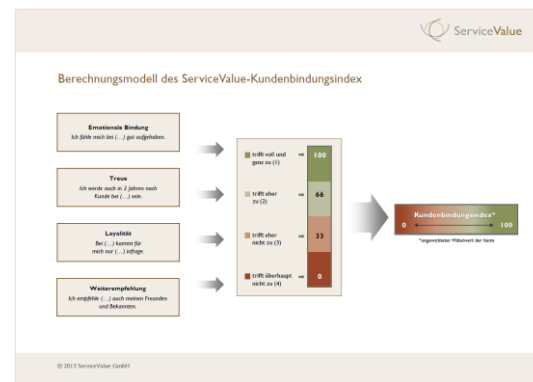 ServiceValue
Berechnungsmodell des ServiceValue-Kundenbindungsindex
Emotionale Bindung
Ich fühle mich bei (…) gut aufgehoben.
Treue
Ich werde auch in 2 Jahren noch
Kunde bei (…) sein.
Loyalität
Bei (…) kommt für
mich nur (…) infrage.
Weiterempfehlung
Ich empfehle (…) auch meinen Freunden
und Bekannten.
trifft voll und
ganz zu (1)
100
trifft eher
zu (2)
66
trifft eher
nicht zu (3)
33
trifft überhaupt
nicht zu (4)
0
Kundenbindungsindex*
0 100
*ungewichteter Mittelwert der Items
© 2013 ServiceValue GmbH